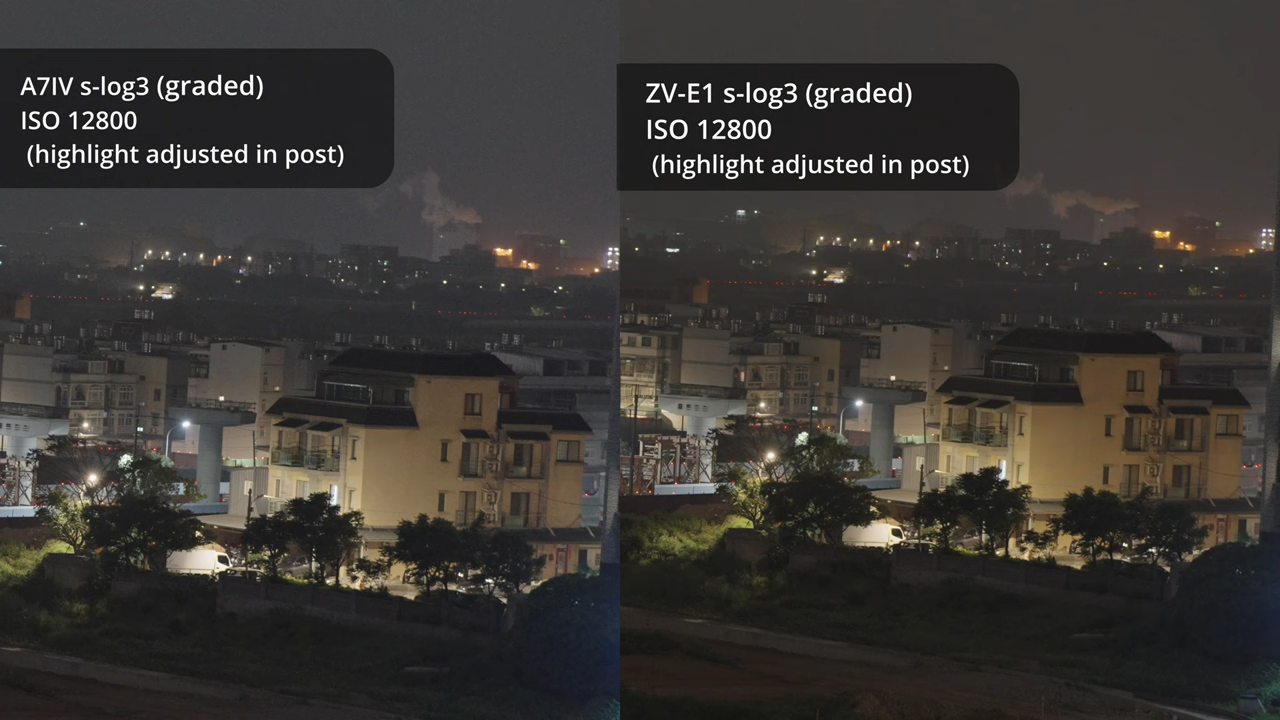 A7IV s-log3 (graded)
ISO 12800
(highlight adjusted in post)
ZV-E1 s-log3 (graded)
ISO 12800
(highlight adjusted in post)